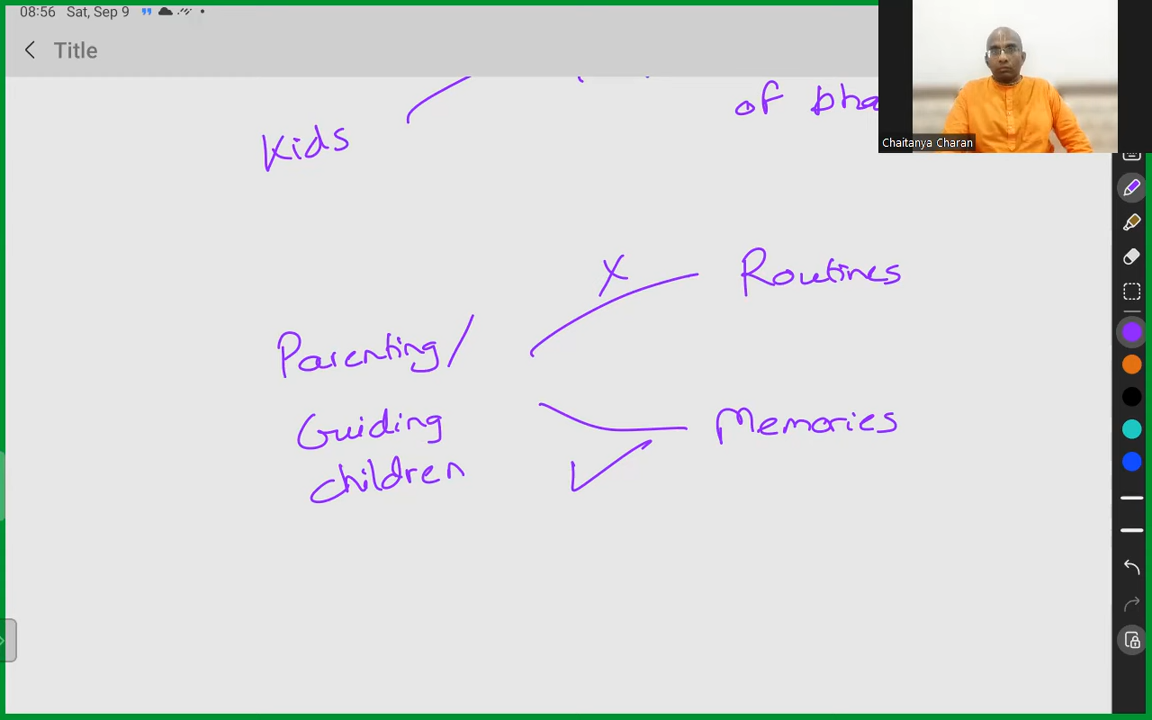 08:56 Sat, Sep 9
Title
of bha
Chaitanya Charan
Kids
Routines
Parenting/
Guiding
children
Memories